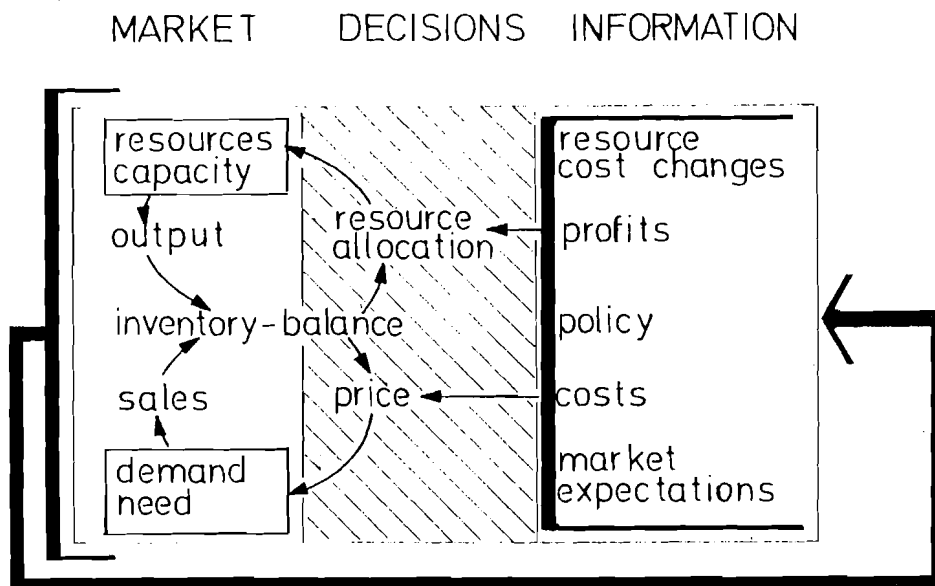 MARKET DECISIONS INFORMATION
resources
capacity
output
inventory-balance
sales
demand
need
resource
allocation
price
resource
cost changes
profits
policy
costs
market
expectations